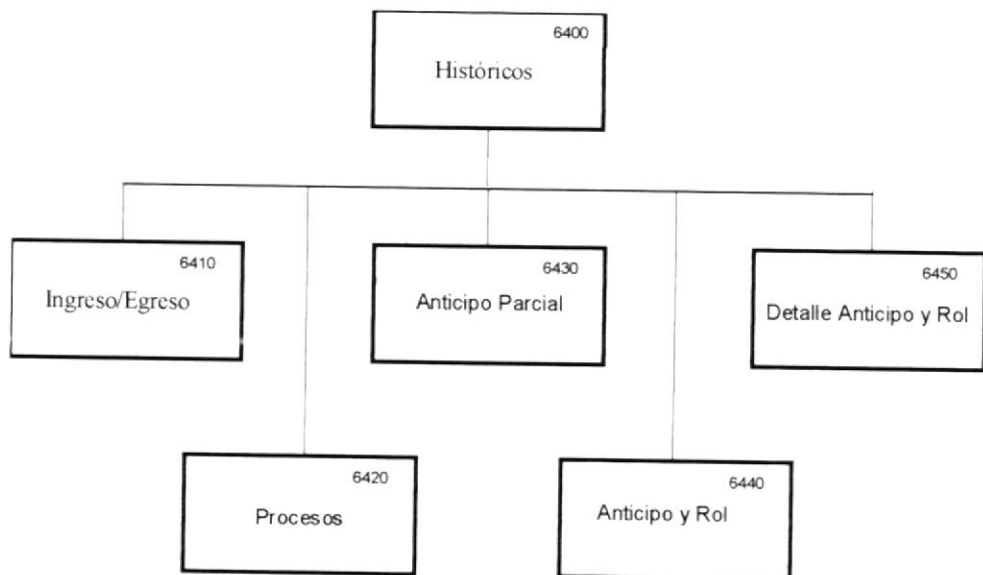 6400
Históricos
6410
Ingreso/Egreso
6430
Anticipo Parcial
6450
Detalle Anticipo y Rol
6420
Procesos
6440
Anticipo y Rol